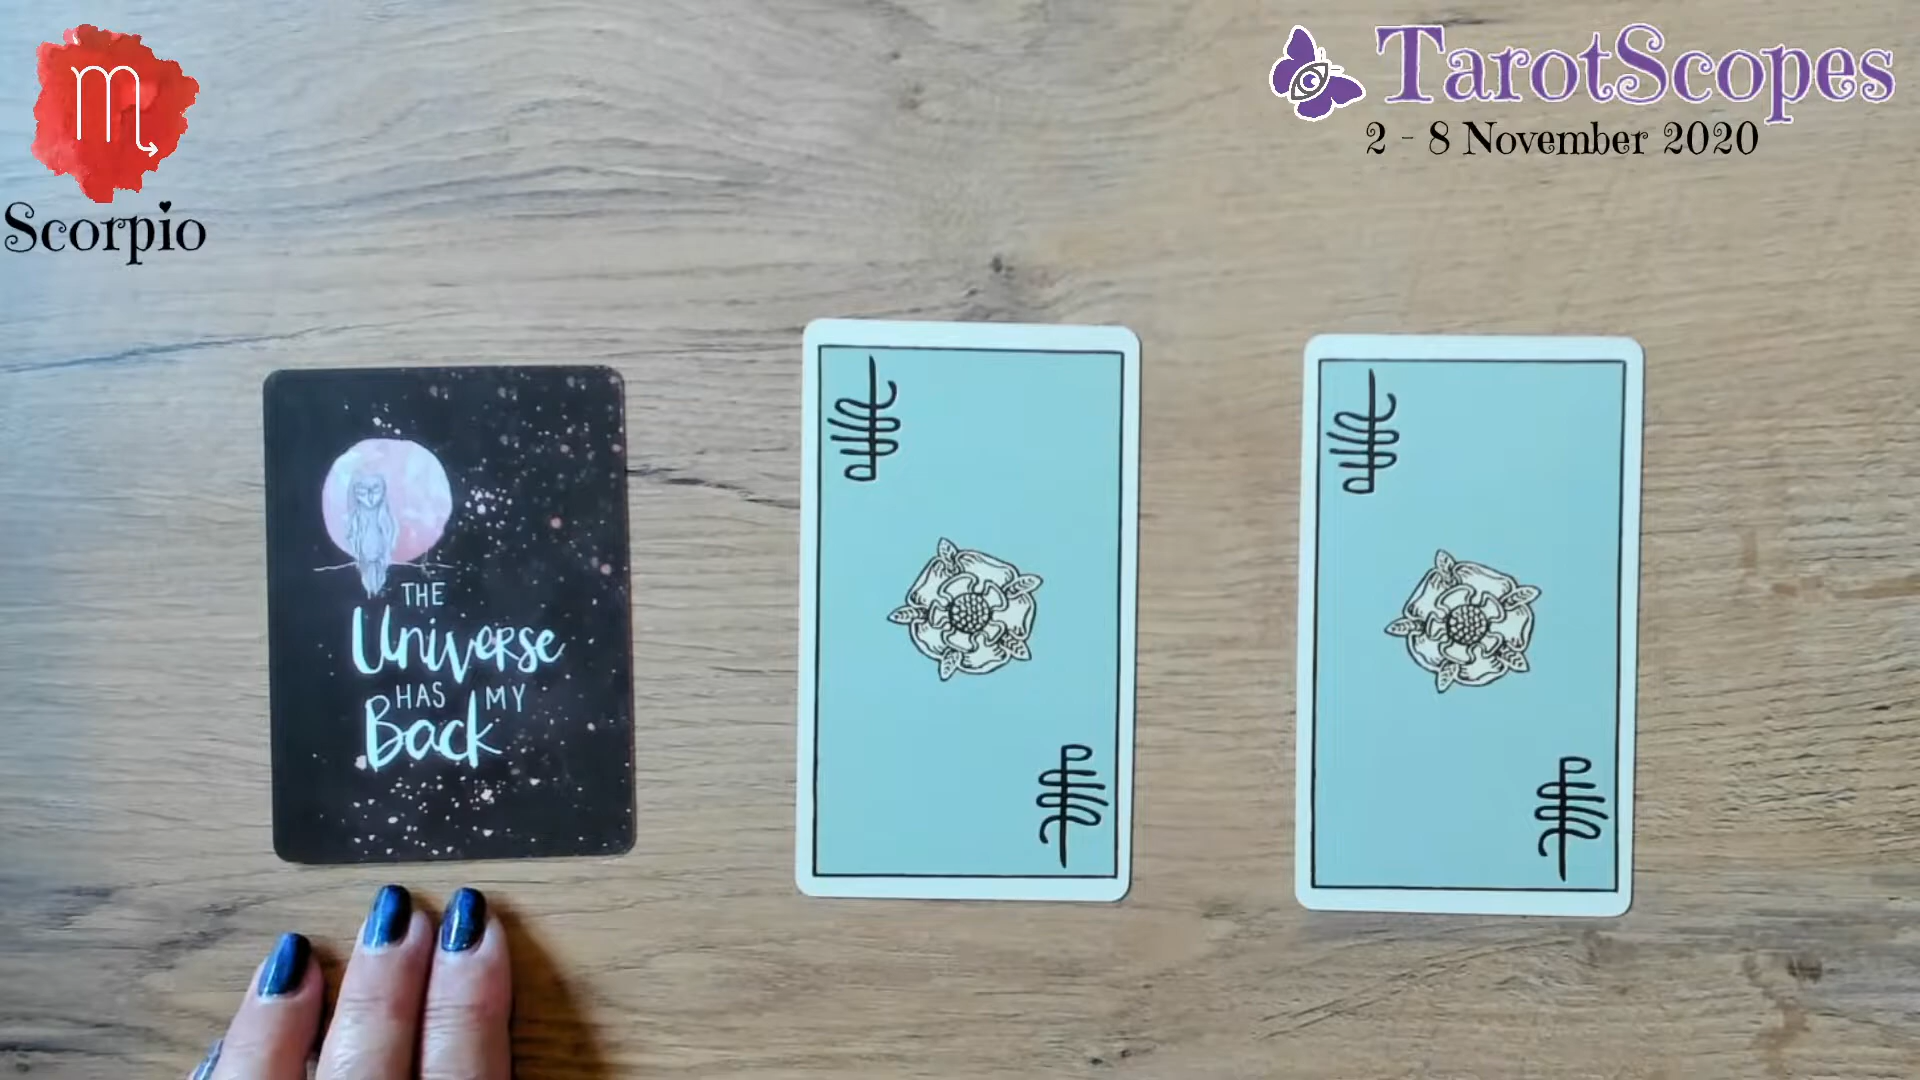 Scorpio
TarotScopes
2 - 8 November 2020
THE
Universe
HAS MY
Back